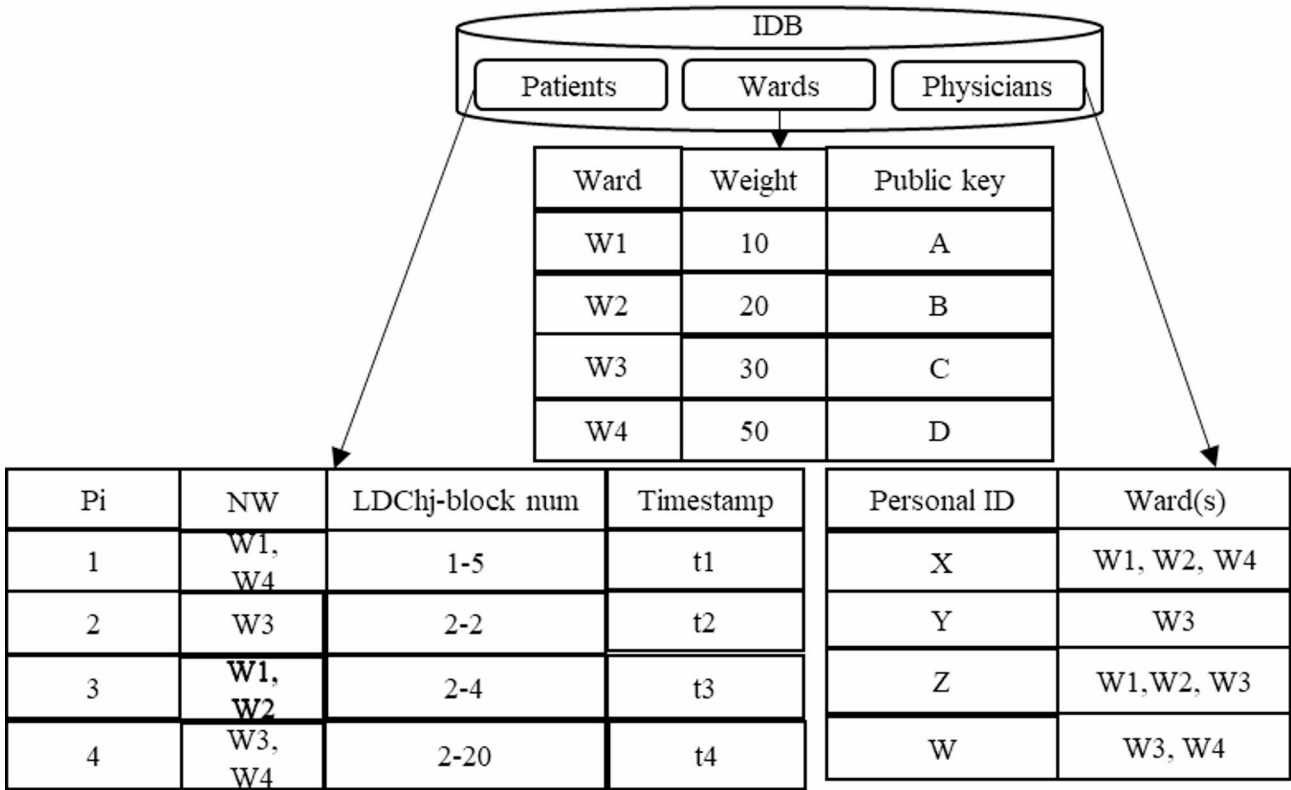 IDB
Patients Wards Physicians
Ward Weight Public key
W1 10 A
W2 20 B
W3 30 C
W4 50 D
Pi NW LDChj-block num Timestamp
1 W1, 1-5 t1
W4
2 W3 2-2 t2
3 W1, 2-4 t3
W2
4 W3, 2-20 t4
W4
Personal ID Ward(s)
X W1, W2, W4
Y W3
Z W1,W2, W3
W W3, W4